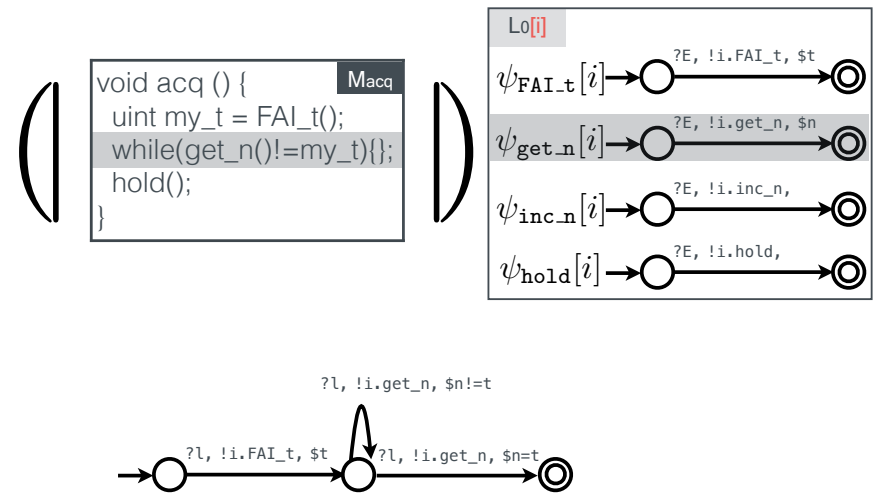 void acq () {
Macq
uint my_t = FAI_t();
while(get_n()!=my_t){};
hold();
}
L0[i]
ψFAI_t[i]
?E, !i.FAI_t, $t
ψget_n[i]
?E, !i.get_n, $n
ψinc_n[i]
?E, !i.inc_n,
ψhold[i]
?E, !i.hold,
?l, !i.get_n, $n!=t
?l, !i.FAI_t, $t
?l, !i.get_n, $n=t